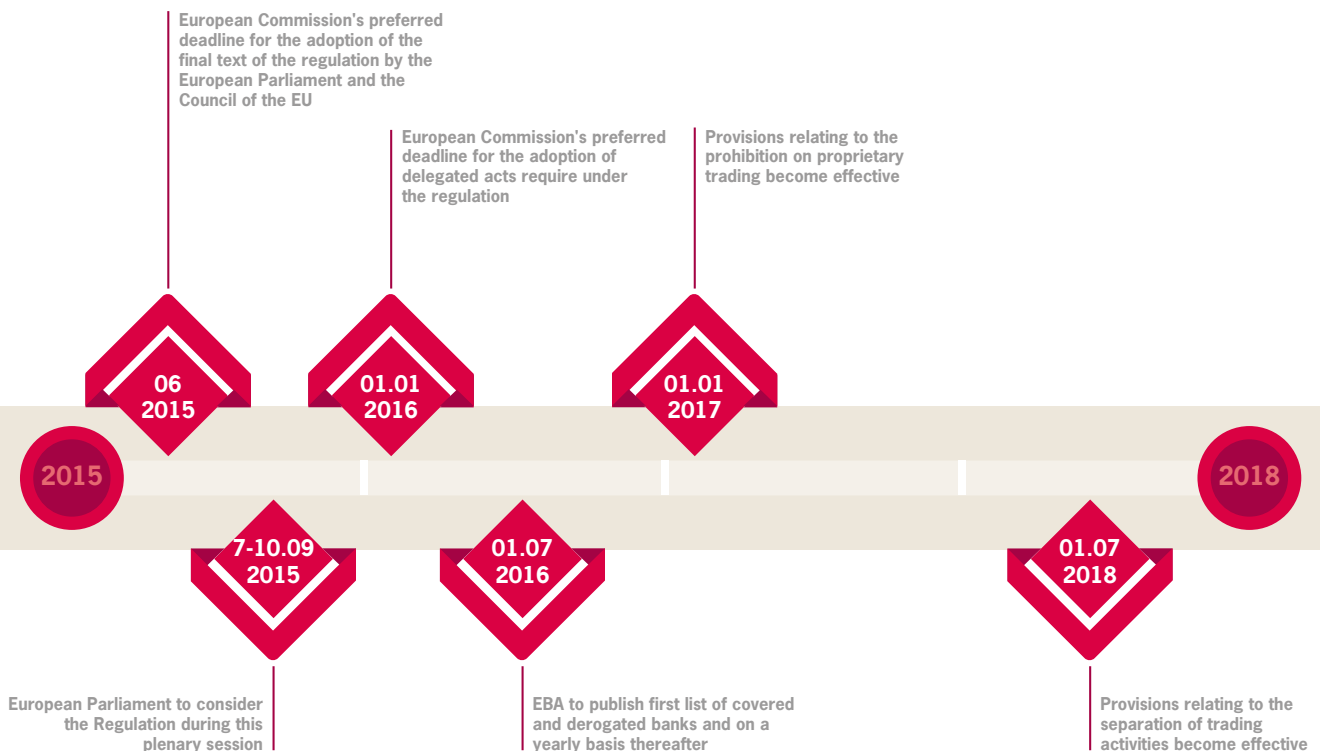 European Commission's preferred
deadline for the adoption of the
final text of the regulation by the
European Parliament and the
Council of the EU
European Commission's preferred
deadline for the adoption of
delegated acts require under
the regulation
Provisions relating to the
prohibition on proprietary
trading become effective
06
2015
01.01
2016
01.01
2017
2015
2018
7-10.09
2015
01.07
2016
01.07
2018
European Parliament to consider
the Regulation during this
plenary session
EBA to publish first list of covered
and derogated banks and on a
yearly basis thereafter
Provisions relating to the
separation of trading
activities become effective